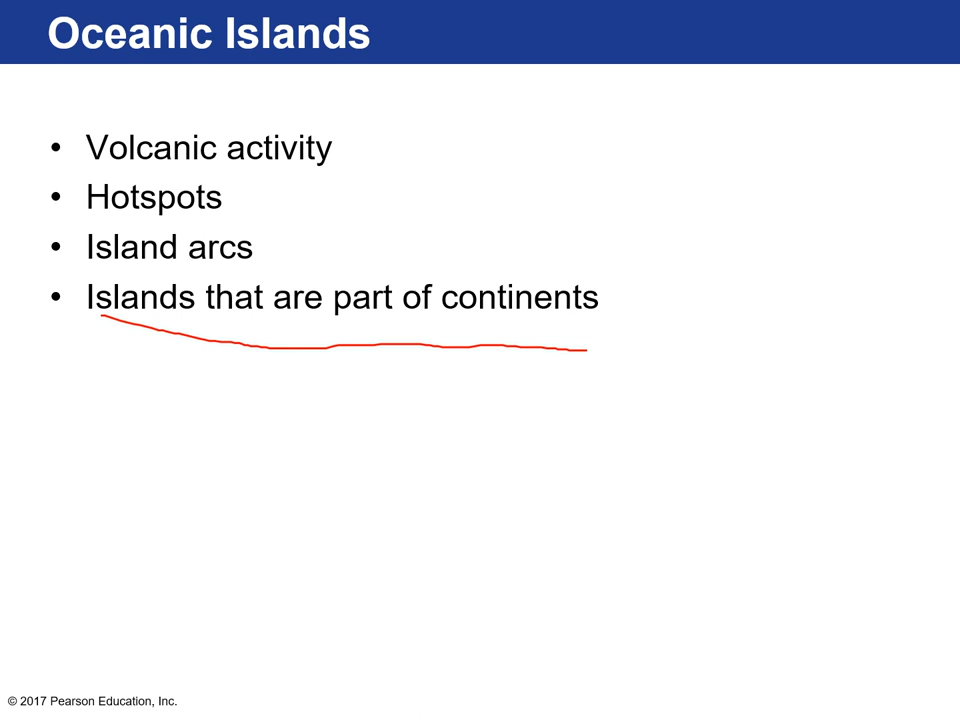 Oceanic Islands
• Volcanic activity
• Hotspots
• Island arcs
• Islands that are part of continents
© 2017 Pearson Education, Inc.